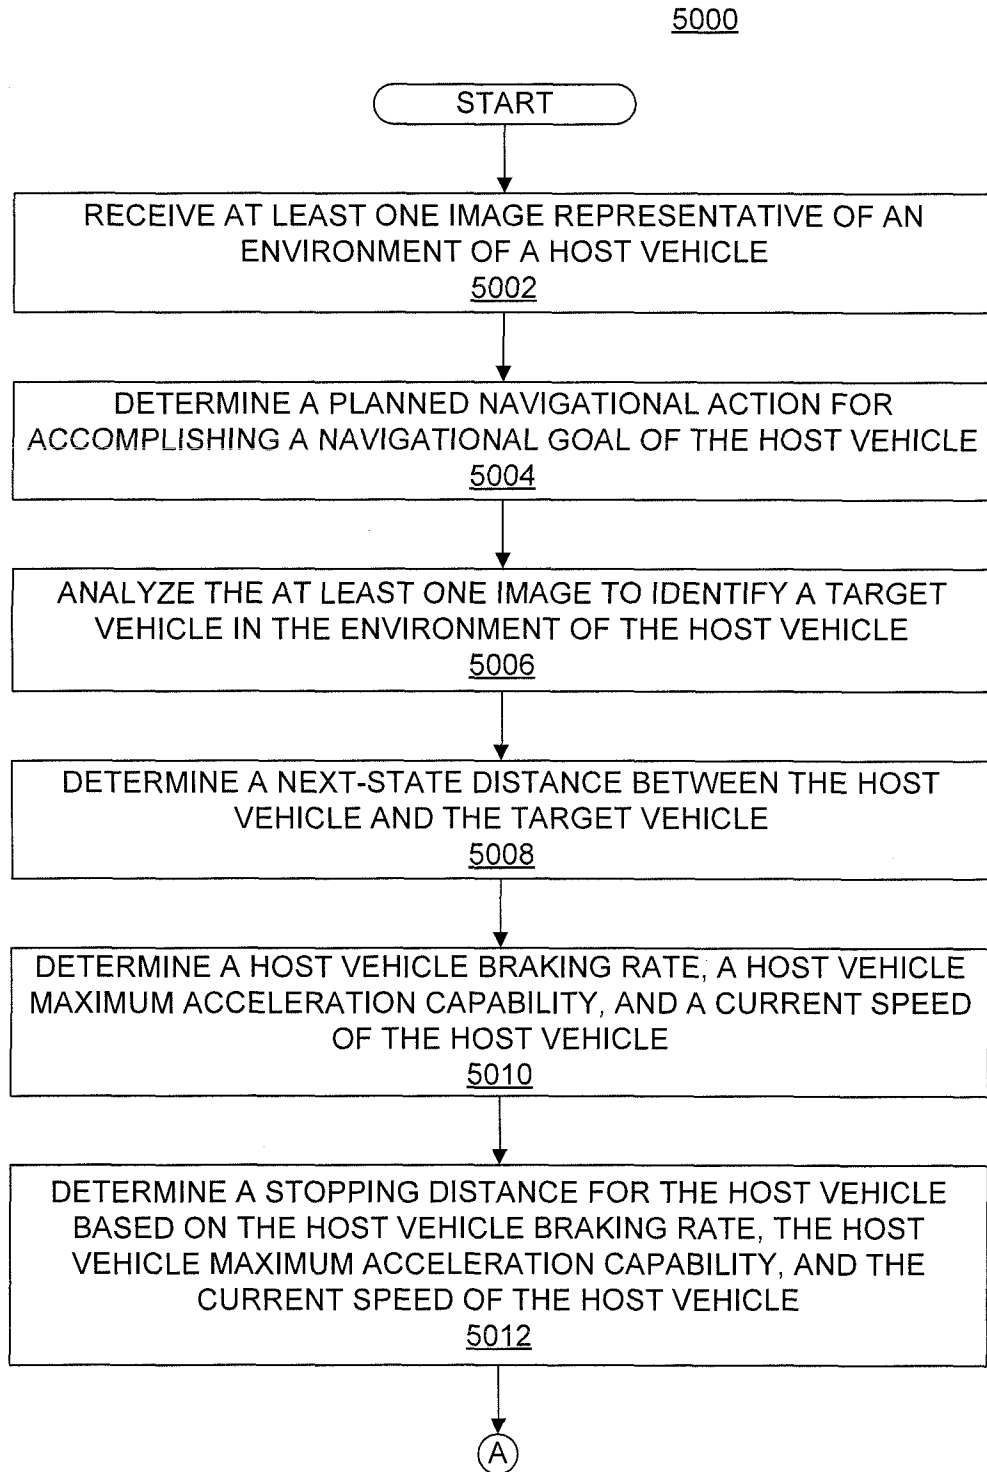 5000
START
RECEIVE AT LEAST ONE IMAGE REPRESENTATIVE OF AN
ENVIRONMENT OF A HOST VEHICLE
5002
DETERMINE A PLANNED NAVIGATIONAL ACTION FOR
ACCOMPLISHING A NAVIGATIONAL GOAL OF THE HOST VEHICLE
5004
ANALYZE THE AT LEAST ONE IMAGE TO IDENTIFY A TARGET
VEHICLE IN THE ENVIRONMENT OF THE HOST VEHICLE
5006
DETERMINE A NEXT-STATE DISTANCE BETWEEN THE HOST
VEHICLE AND THE TARGET VEHICLE
5008
DETERMINE A HOST VEHICLE BRAKING RATE, A HOST VEHICLE
MAXIMUM ACCELERATION CAPABILITY, AND A CURRENT SPEED
OF THE HOST VEHICLE
5010
DETERMINE A STOPPING DISTANCE FOR THE HOST VEHICLE
BASED ON THE HOST VEHICLE BRAKING RATE, THE HOST
VEHICLE MAXIMUM ACCELERATION CAPABILITY, AND THE
CURRENT SPEED OF THE HOST VEHICLE
5012
A